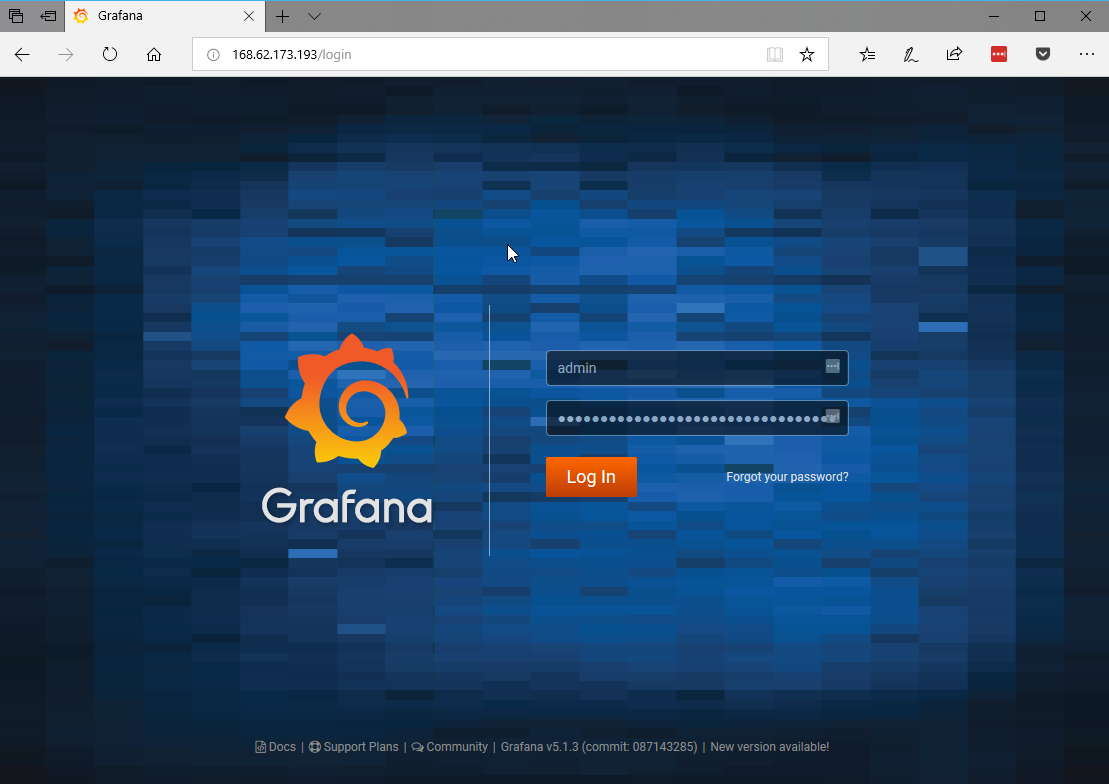 Grafana
168.62.173.193/login
admin
••••••••••••••••••••••••••••••••
Log In
Forgot your password?
Grafana
Docs | Support Plans | Community | Grafana v5.1.3 (commit: 087143285) | New version available!